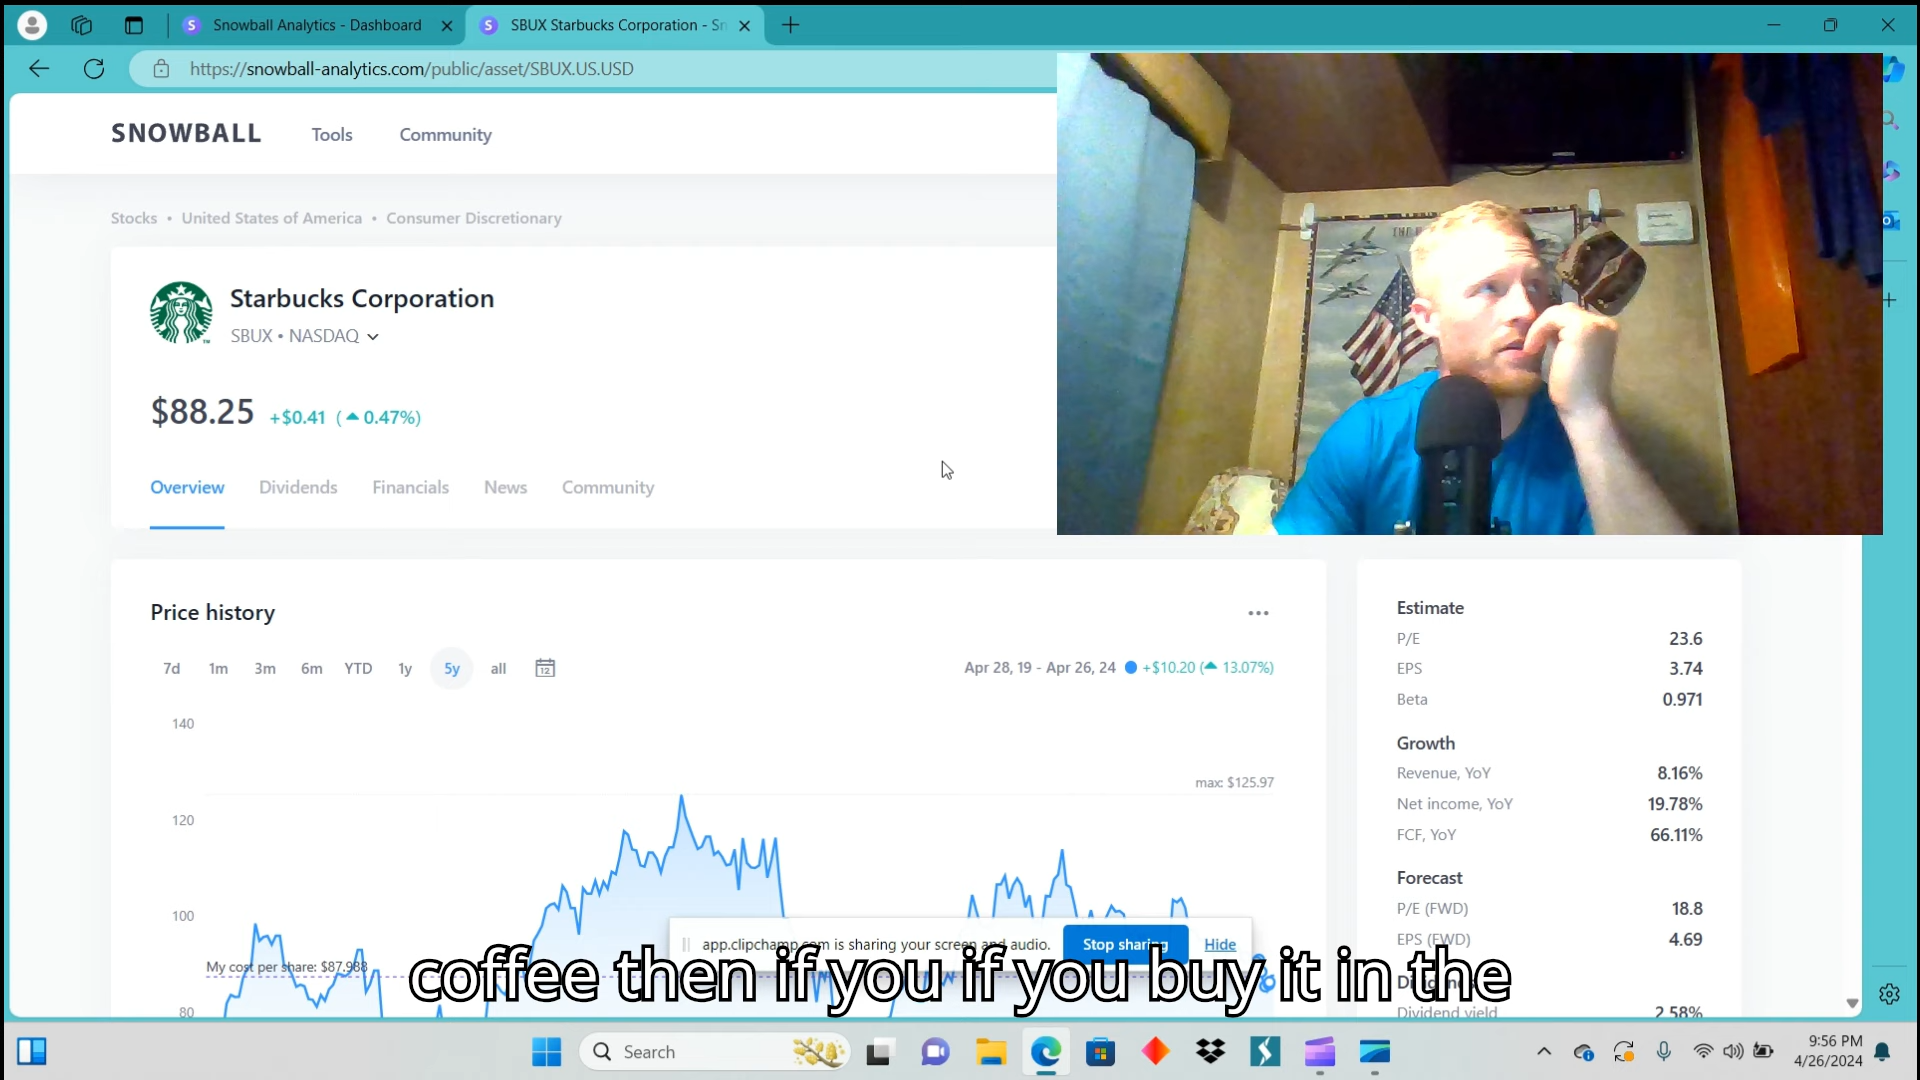 Snowball Analytics - Dashboard
SBUX Starbucks Corporation - Sn
https://snowball-analytics.com/public/asset/SBUX.US.USD
SNOWBALL
Tools
Community
Stocks • United States of America • Consumer Discretionary
Starbucks Corporation
SBUX • NASDAQ
$88.25 +$0.41 ( 0.47%)
Overview
Dividends
Financials
News
Community
Price history
7d 1m 3m 6m YTD 1y 5y all
Apr 28, 19 - Apr 26, 24 +$10.20 ( 13.07%)
140
max: $125.97
120
100
My cost per share: $87.988
80
Estimate
P/E 23.6
EPS 3.74
Beta 0.971
Growth
Revenue, YoY 8.16%
Net income, YoY 19.78%
FCF, YoY 66.11%
Forecast
P/E (FWD) 18.8
EPS (FWD) 4.69
Dividend yield 2.58%
app.clipchamp.com is sharing your screen and audio.
Stop sharing
Hide
coffee then if you if you buy it in the
Search
9:56 PM
4/26/2024